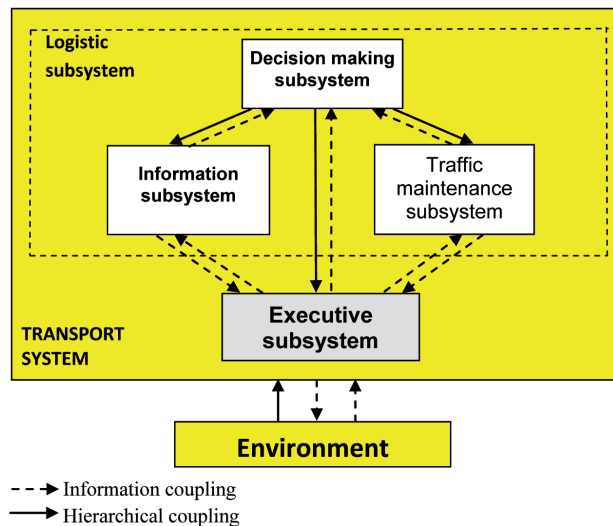 Logistic
subsystem
Decision making
subsystem
Information
subsystem
Traffic
maintenance
subsystem
Executive
subsystem
TRANSPORT
SYSTEM
Environment
Information coupling
Hierarchical coupling